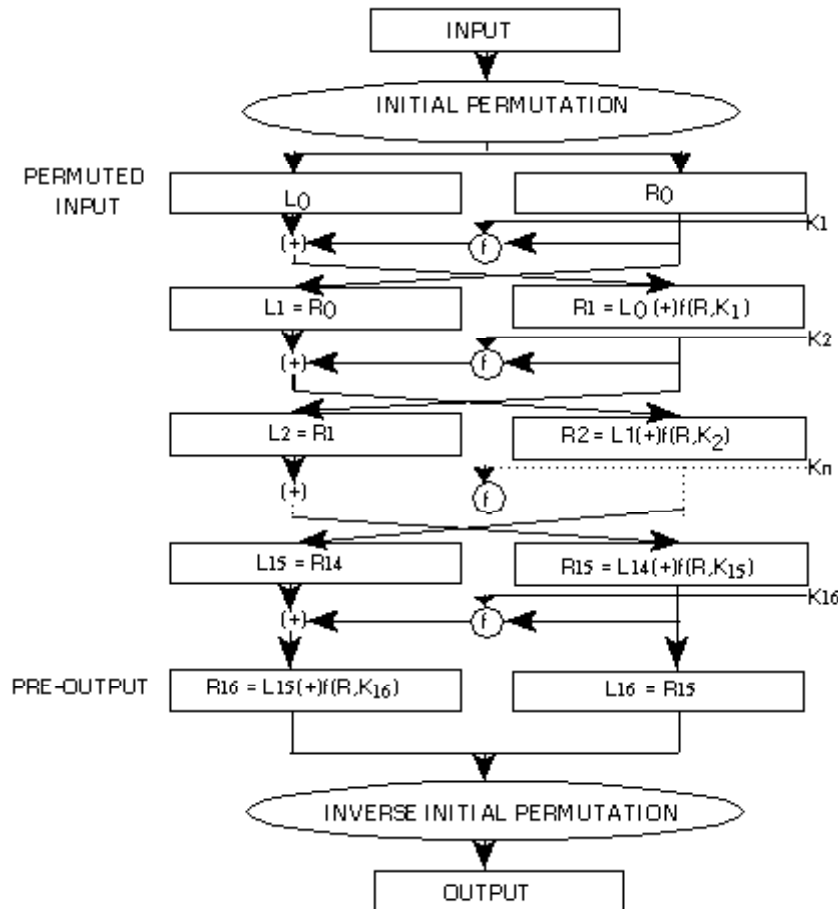 INPUT
INITIAL PERMUTATION
PERMUTED
INPUT
L0
R0
K1
(+)
f
L1 = R0
R1 = L0 (+)f(R,K1)
K2
(+)
f
L2 = R1
R2 = L1(+)f(R,K2)
Kn
(+)
f
L15 = R14
R15 = L14(+)f(R,K15)
K16
(+)
f
PRE-OUTPUT
R16 = L15(+)f(R,K16)
L16 = R15
INVERSE INITIAL PERMUTATION
OUTPUT